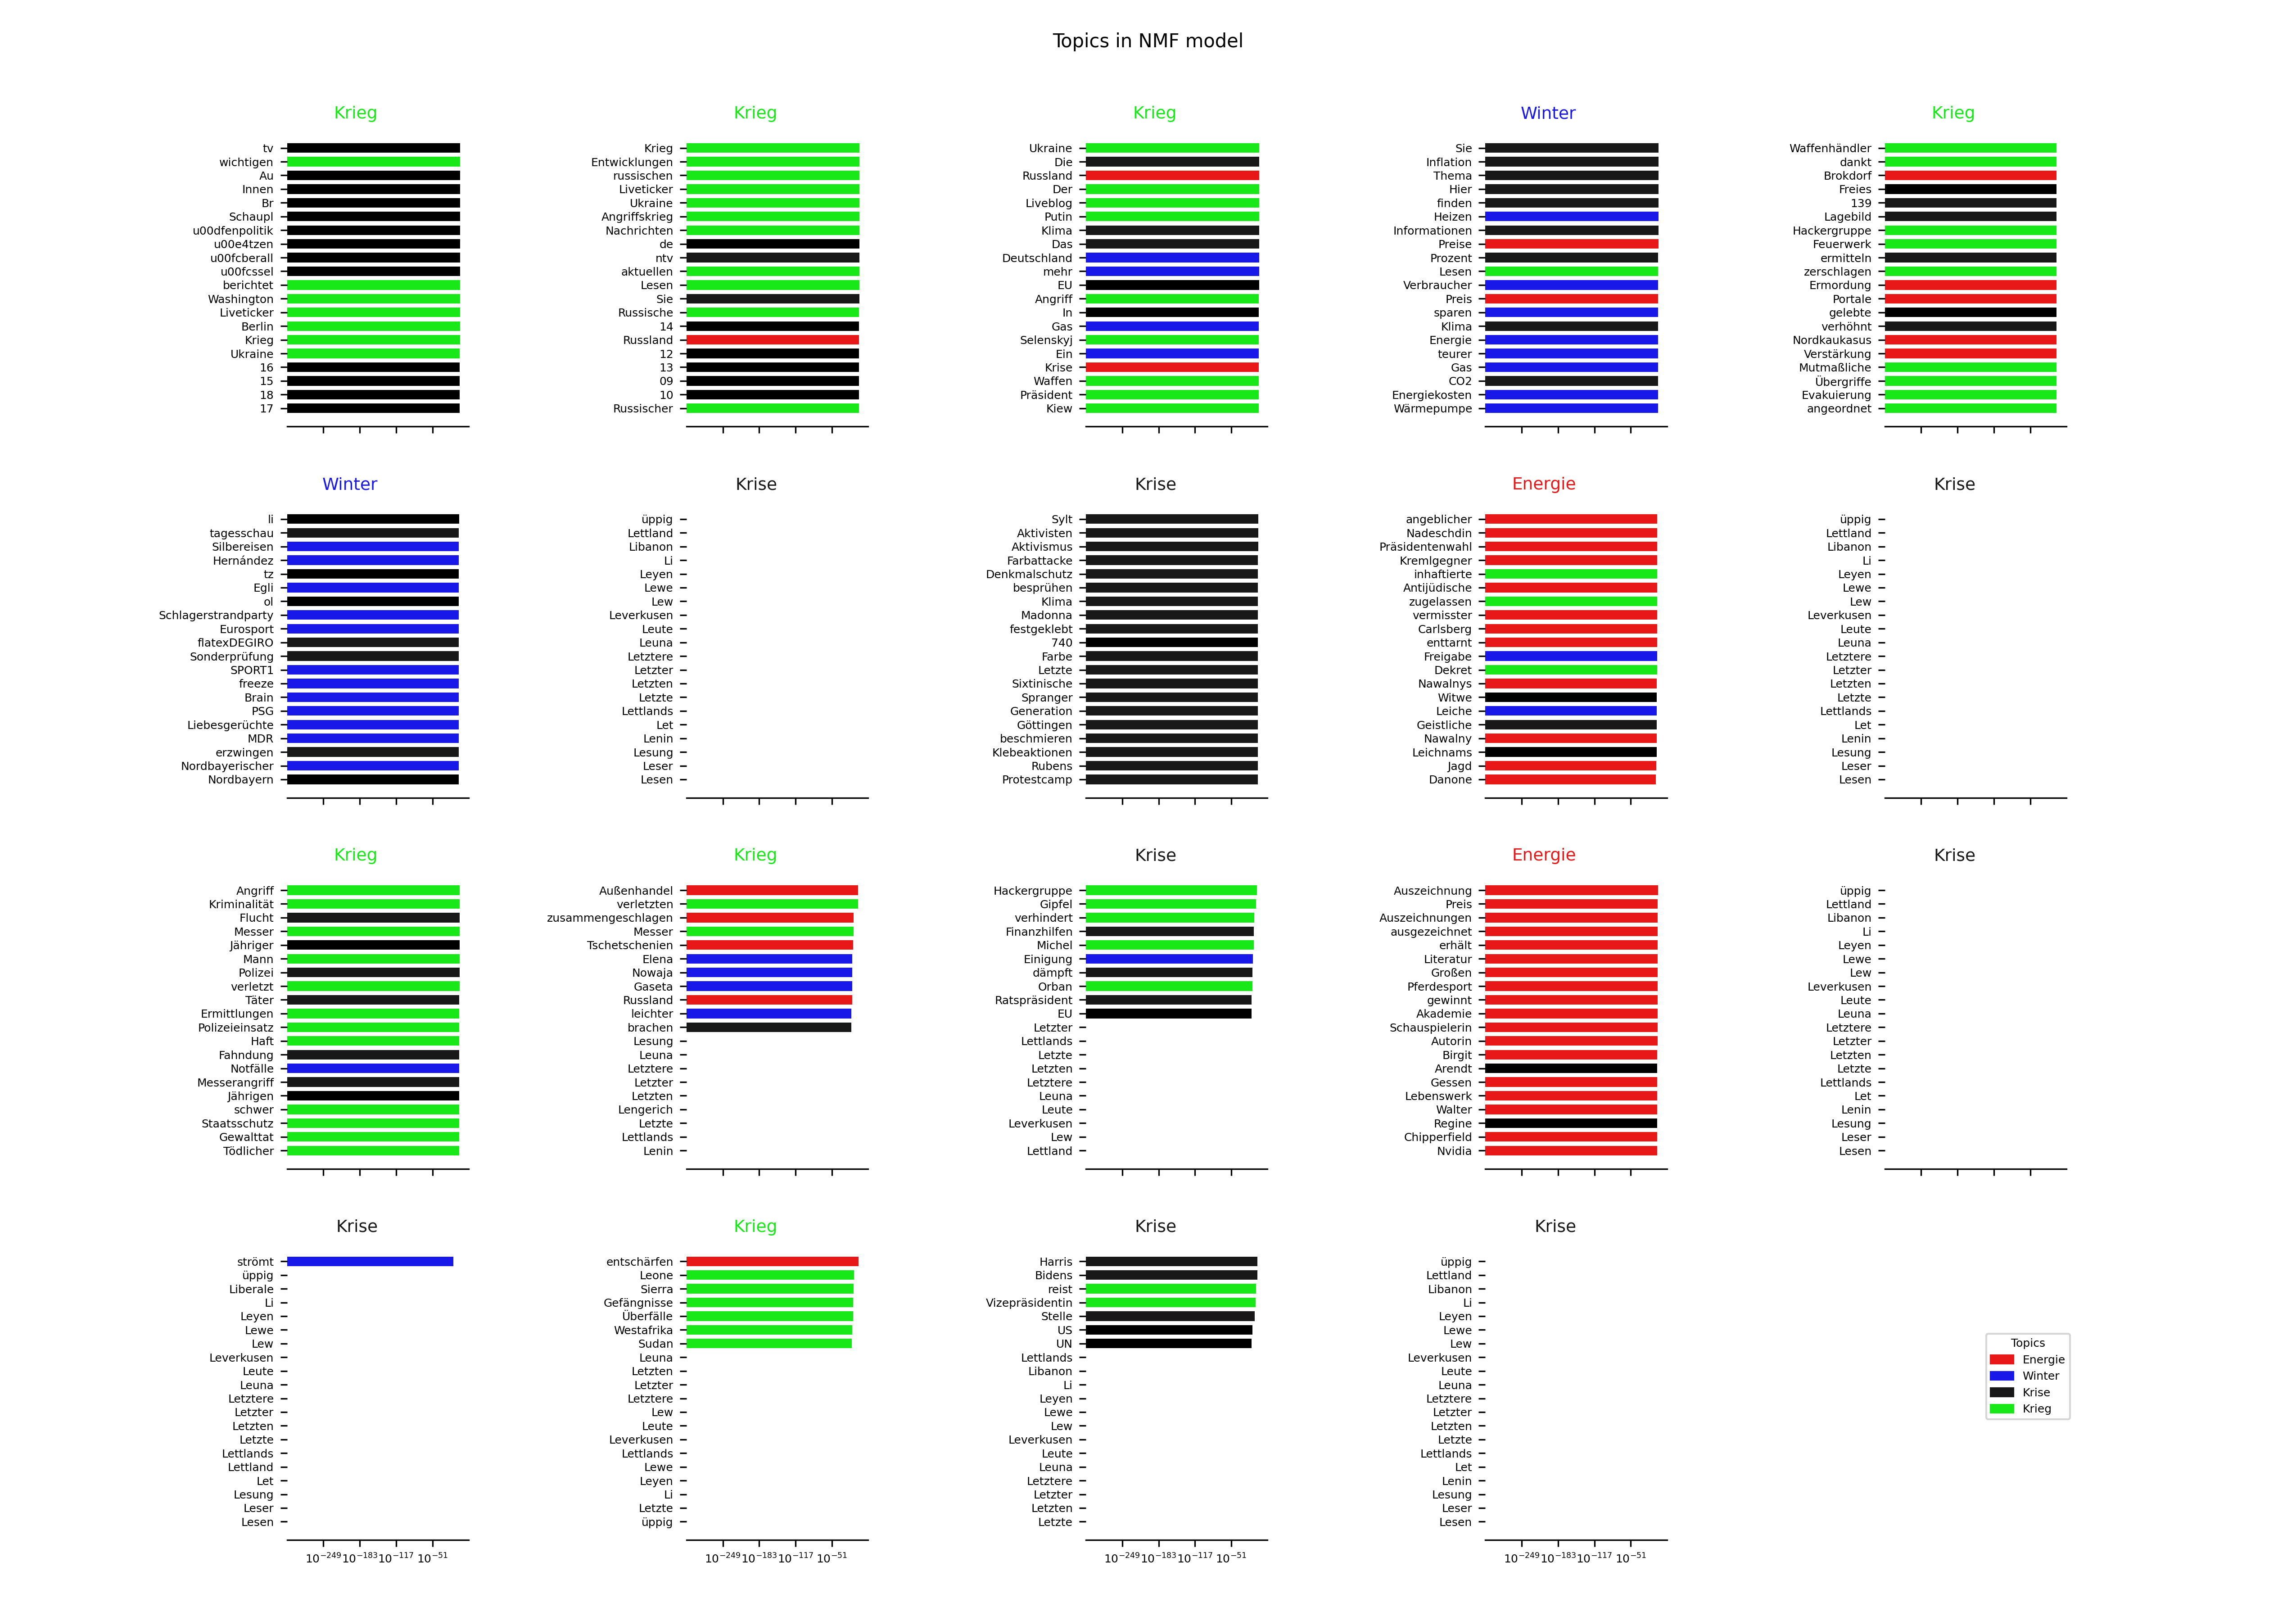 Topics in NMF model
Krieg
tv
wichtigen
Au
Innen
Br
Schaupl
u00dfenpolitik
u00e4tzen
u00fcberall
u00fcssel
berichtet
Washington
Liveticker
Berlin
Krieg
Ukraine
16
15
18
17
Krieg
Krieg
Entwicklungen
russischen
Liveticker
Ukraine
Angriffskrieg
Nachrichten
de
ntv
aktuellen
Lesen
Sie
Russische
14
Russland
12
13
09
10
Russischer
Krieg
Ukraine
Die
Russland
Der
Liveblog
Putin
Klima
Das
Deutschland
mehr
EU
Angriff
In
Gas
Selenskyj
Ein
Krise
Waffen
Präsident
Kiew
Winter
Sie
Inflation
Thema
Hier
finden
Heizen
Informationen
Preise
Prozent
Lesen
Verbraucher
Preis
sparen
Klima
Energie
teurer
Gas
CO2
Energiekosten
Wärmepumpe
Krieg
Waffenhändler
dankt
Brokdorf
Freies
139
Lagebild
Hackergruppe
Feuerwerk
ermitteln
zerschlagen
Ermordung
Portale
gelebte
verhöhnt
Nordkaukasus
Verstärkung
Mutmaßliche
Übergriffe
Evakuierung
angeordnet
Winter
li
tagesschau
Silbereisen
Hernández
tz
Egli
ol
Schlagerstrandparty
Eurosport
flatexDEGIRO
Sonderprüfung
SPORT1
freeze
Brain
PSG
Liebesgerüchte
MDR
erzwingen
Nordbayerischer
Nordbayern
Krise
üppig
Lettland
Libanon
Li
Leyen
Lewe
Lew
Leverkusen
Leute
Leuna
Letztere
Letzter
Letzten
Letzte
Lettlands
Let
Lenin
Lesung
Leser
Lesen
Krise
Sylt
Aktivisten
Aktivismus
Farbattacke
Denkmalschutz
besprühen
Klima
Madonna
festgeklebt
740
Farbe
Letzte
Sixtinische
Spranger
Generation
Göttingen
beschmieren
Klebeaktionen
Rubens
Protestcamp
Energie
angeblicher
Nadeschdin
Präsidentenwahl
Kremlgegner
inhaftierte
Antijüdische
zugelassen
vermisster
Carlsberg
enttarnt
Freigabe
Dekret
Nawalnys
Witwe
Leiche
Geistliche
Nawalny
Leichnams
Jagd
Danone
Krise
üppig
Lettland
Libanon
Li
Leyen
Lewe
Lew
Leverkusen
Leute
Leuna
Letztere
Letzter
Letzten
Letzte
Lettlands
Let
Lenin
Lesung
Leser
Lesen
Krieg
Angriff
Kriminalität
Flucht
Messer
Jähriger
Mann
Polizei
verletzt
Täter
Ermittlungen
Polizeieinsatz
Haft
Fahndung
Notfälle
Messerangriff
Jährigen
schwer
Staatsschutz
Gewalttat
Tödlicher
Krieg
Außenhandel
verletzten
zusammengeschlagen
Messer
Tschetschenien
Elena
Nowaja
Gaseta
Russland
leichter
brachen
Lesung
Leuna
Letztere
Letzter
Letzten
Lengerich
Letzte
Lettlands
Lenin
Krise
Hackergruppe
Gipfel
verhindert
Finanzhilfen
Michel
Einigung
dämpft
Orban
Ratspräsident
EU
Letzter
Lettlands
Letzte
Letzten
Letztere
Leuna
Leute
Leverkusen
Lew
Lettland
Energie
Auszeichnung
Preis
Auszeichnungen
ausgezeichnet
erhält
Literatur
Großen
Pferdesport
gewinnt
Akademie
Schauspielerin
Autorin
Birgit
Arendt
Gessen
Lebenswerk
Walter
Regine
Chipperfield
Nvidia
Krise
üppig
Lettland
Libanon
Li
Leyen
Lewe
Lew
Leverkusen
Leute
Leuna
Letztere
Letzter
Letzten
Letzte
Lettlands
Let
Lenin
Lesung
Leser
Lesen
Krise
strömt
üppig
Liberale
Li
Leyen
Lewe
Lew
Leverkusen
Leute
Leuna
Letztere
Letzter
Letzten
Letzte
Lettlands
Lettland
Let
Lesung
Leser
Lesen
10⁻²⁴⁹ 10⁻¹⁸³ 10⁻¹¹⁷ 10⁻⁵¹
Krieg
entschärfen
Leone
Sierra
Gefängnisse
Überfälle
Westafrika
Sudan
Leuna
Letzten
Letzter
Letztere
Lew
Leute
Leverkusen
Lettlands
Lewe
Leyen
Li
Letzte
üppig
10⁻²⁴⁹ 10⁻¹⁸³ 10⁻¹¹⁷ 10⁻⁵¹
Krise
Harris
Bidens
reist
Vizepräsidentin
Stelle
US
UN
Lettlands
Libanon
Li
Leyen
Lewe
Lew
Leverkusen
Leute
Leuna
Letztere
Letzter
Letzten
Letzte
10⁻²⁴⁹ 10⁻¹⁸³ 10⁻¹¹⁷ 10⁻⁵¹
Krise
üppig
Lettland
Libanon
Li
Leyen
Lewe
Lew
Leverkusen
Leute
Leuna
Letztere
Letzter
Letzten
Letzte
Lettlands
Let
Lenin
Lesung
Leser
Lesen
10⁻²⁴⁹ 10⁻¹⁸³ 10⁻¹¹⁷ 10⁻⁵¹
Topics
Energie
Winter
Krise
Krieg